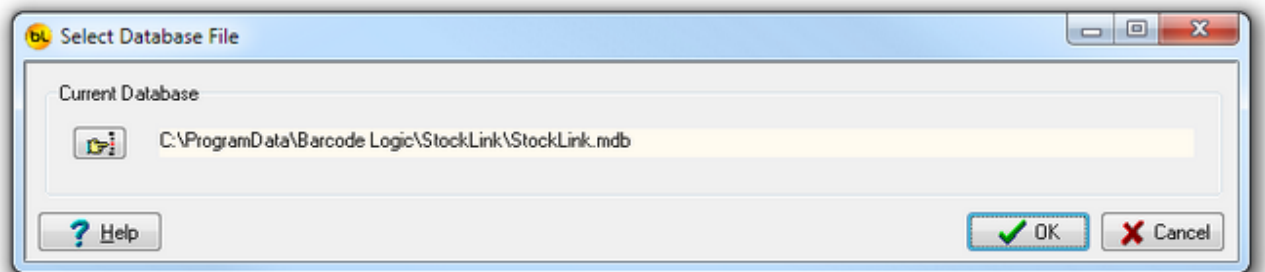 bL Select Database File
Current Database
C:\ProgramData\Barcode Logic\StockLink\StockLink.mdb
? Help
OK
Cancel